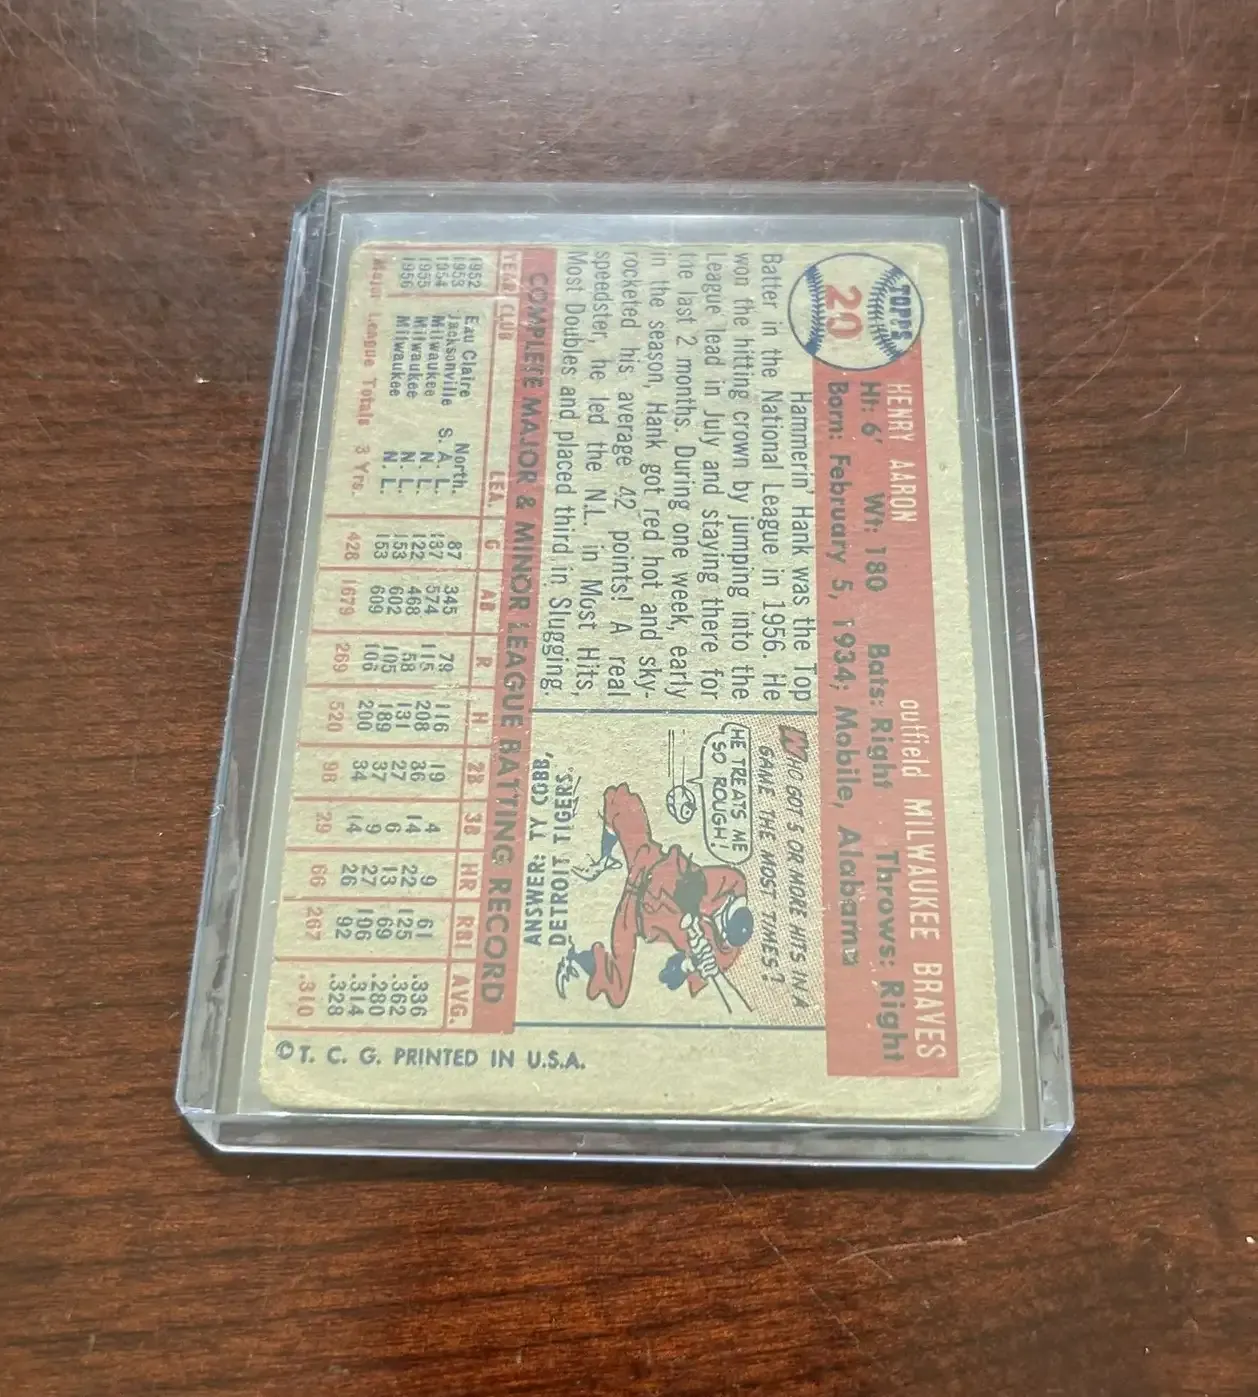 TOPPS
20
HENRY AARON outfield MILWAUKEE BRAVES
Ht: 6' Wt: 180 Bats: Right Throws: Right
Born: February 5, 1934; Mobile, Alabama
Hammerin' Hank was the Top
Batter in the National League in 1956. He
won the hitting crown by jumping into the
League lead in July and staying there for
the last 2 months. During one week, early
in the season, Hank got red hot and sky-
rocketed his average 42 points! A real
speedster, he led the N.L. in Most Hits,
Most Doubles and placed third in Slugging.
WHO GOT 5 OR MORE HITS IN A
GAME THE MOST TIMES?
HE TREATS ME
SO ROUGH!
ANSWER: TY COBB,
DETROIT TIGERS.
COMPLETE MAJOR & MINOR LEAGUE BATTING RECORD
YEAR CLUB LEA. G AB R H 2B 3B HR RBI AVG.
1952 Eau Claire North. 87 345 79 116 19 4 9 61 .336
1953 Jacksonville S. A. L. 137 574 115 208 36 14 22 125 .362
1954 Milwaukee N. L. 122 468 58 131 27 6 13 69 .280
1955 Milwaukee N. L. 153 602 105 189 37 9 27 106 .314
1956 Milwaukee N. L. 153 609 106 200 34 14 26 92 .328
Major League Totals 3 Yrs. 428 1679 269 520 98 29 66 267 .310
©T. C. G. PRINTED IN U.S.A.